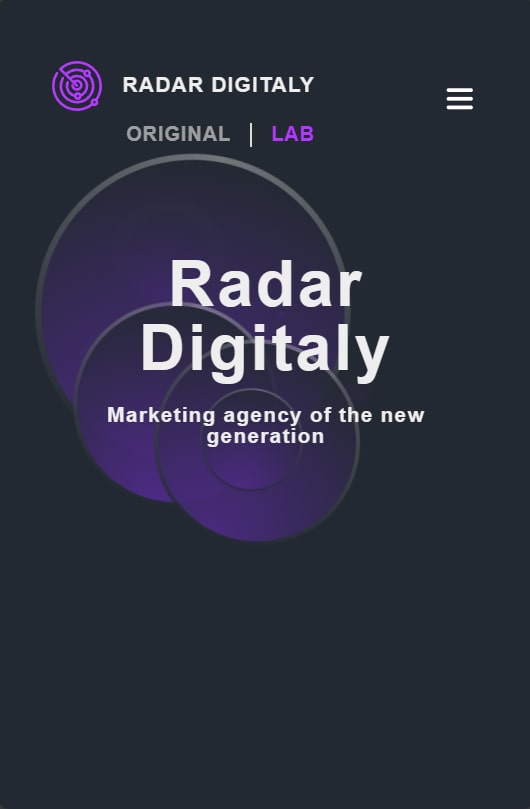 RADAR DIGITALY
ORIGINAL | LAB
Radar
Digitaly
Marketing agency of the new
generation